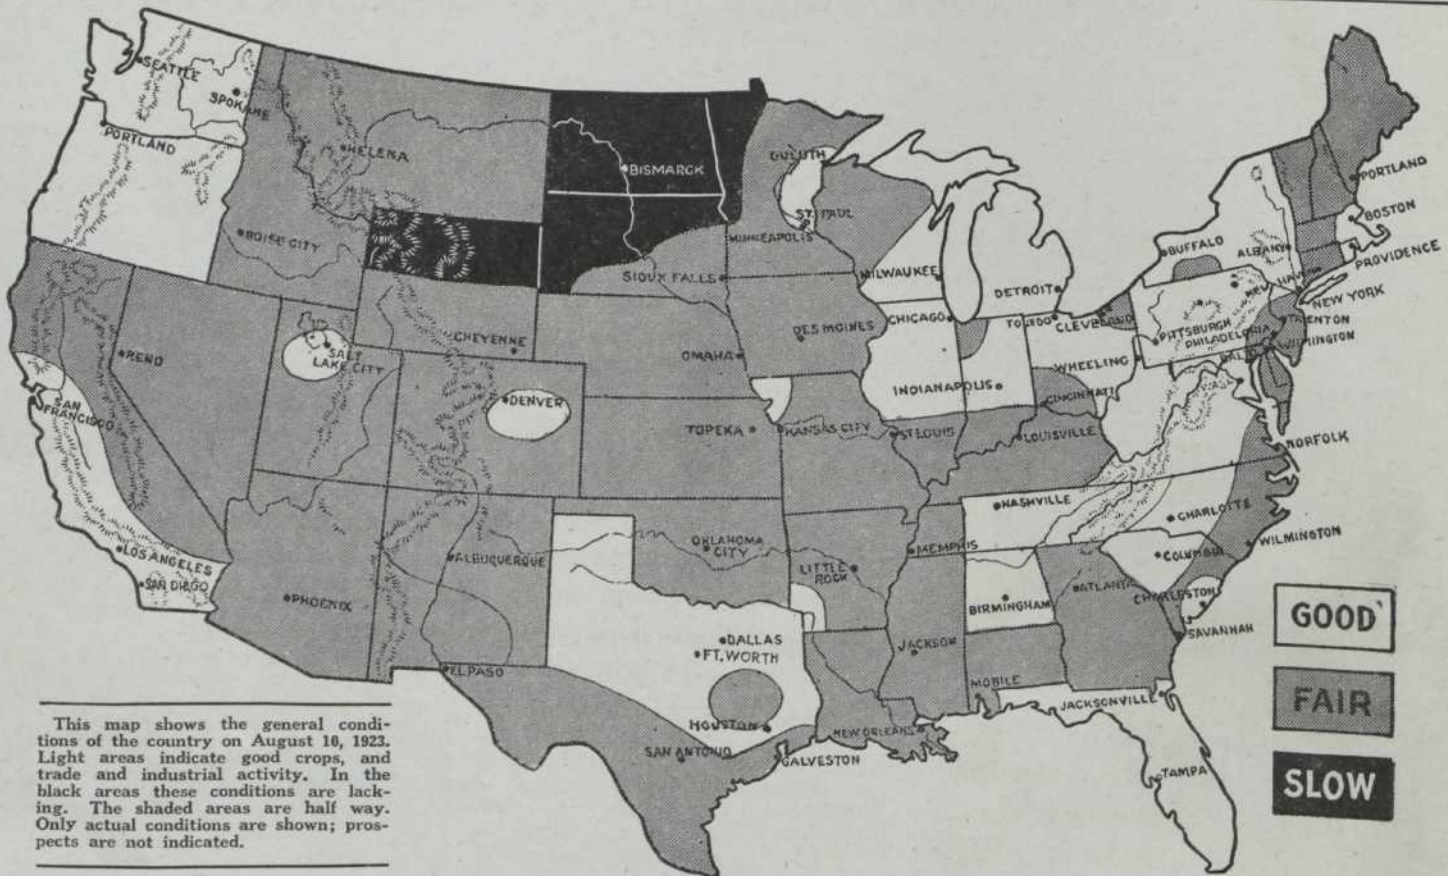 SEATTLE
SPOKANE
PORTLAND
HELENA
BISMARCK
DULUTH
ST. PAUL
MINNEAPOLIS
BOISE CITY
SIOUX FALLS
MILWAUKEE
DETROIT
BUFFALO
ALBANY
PORTLAND
BOSTON
PROVIDENCE
NEW HAVEN
NEW YORK
RENO
SALT
LAKE CITY
CHEYENNE
OMAHA
DES MOINES
CHICAGO
TOLEDO
CLEVELAND
PITTSBURGH
PHILADELPHIA
TRENTON
WILMINGTON
WHEELING
SAN
FRANCISCO
DENVER
TOPEKA
KANSAS CITY
ST. LOUIS
INDIANAPOLIS
CINCINNATI
LOUISVILLE
WASH.
NORFOLK
LOS ANGELES
SAN DIEGO
PHOENIX
ALBUQUERQUE
OKLAHOMA
CITY
LITTLE
ROCK
MEMPHIS
NASHVILLE
CHARLOTTE
COLUMBIA
WILMINGTON
BIRMINGHAM
ATLANTA
CHARLESTON
SAVANNAH
EL PASO
DALLAS
FT. WORTH
JACKSON
MOBILE
JACKSONVILLE
HOUSTON
SAN ANTONIO
GALVESTON
NEW ORLEANS
TAMPA
GOOD
FAIR
SLOW
This map shows the general condi-
tions of the country on August 10, 1923.
Light areas indicate good crops, and
trade and industrial activity. In the
black areas these conditions are lack-
ing. The shaded areas are half way.
Only actual conditions are shown; pros-
pects are not indicated.